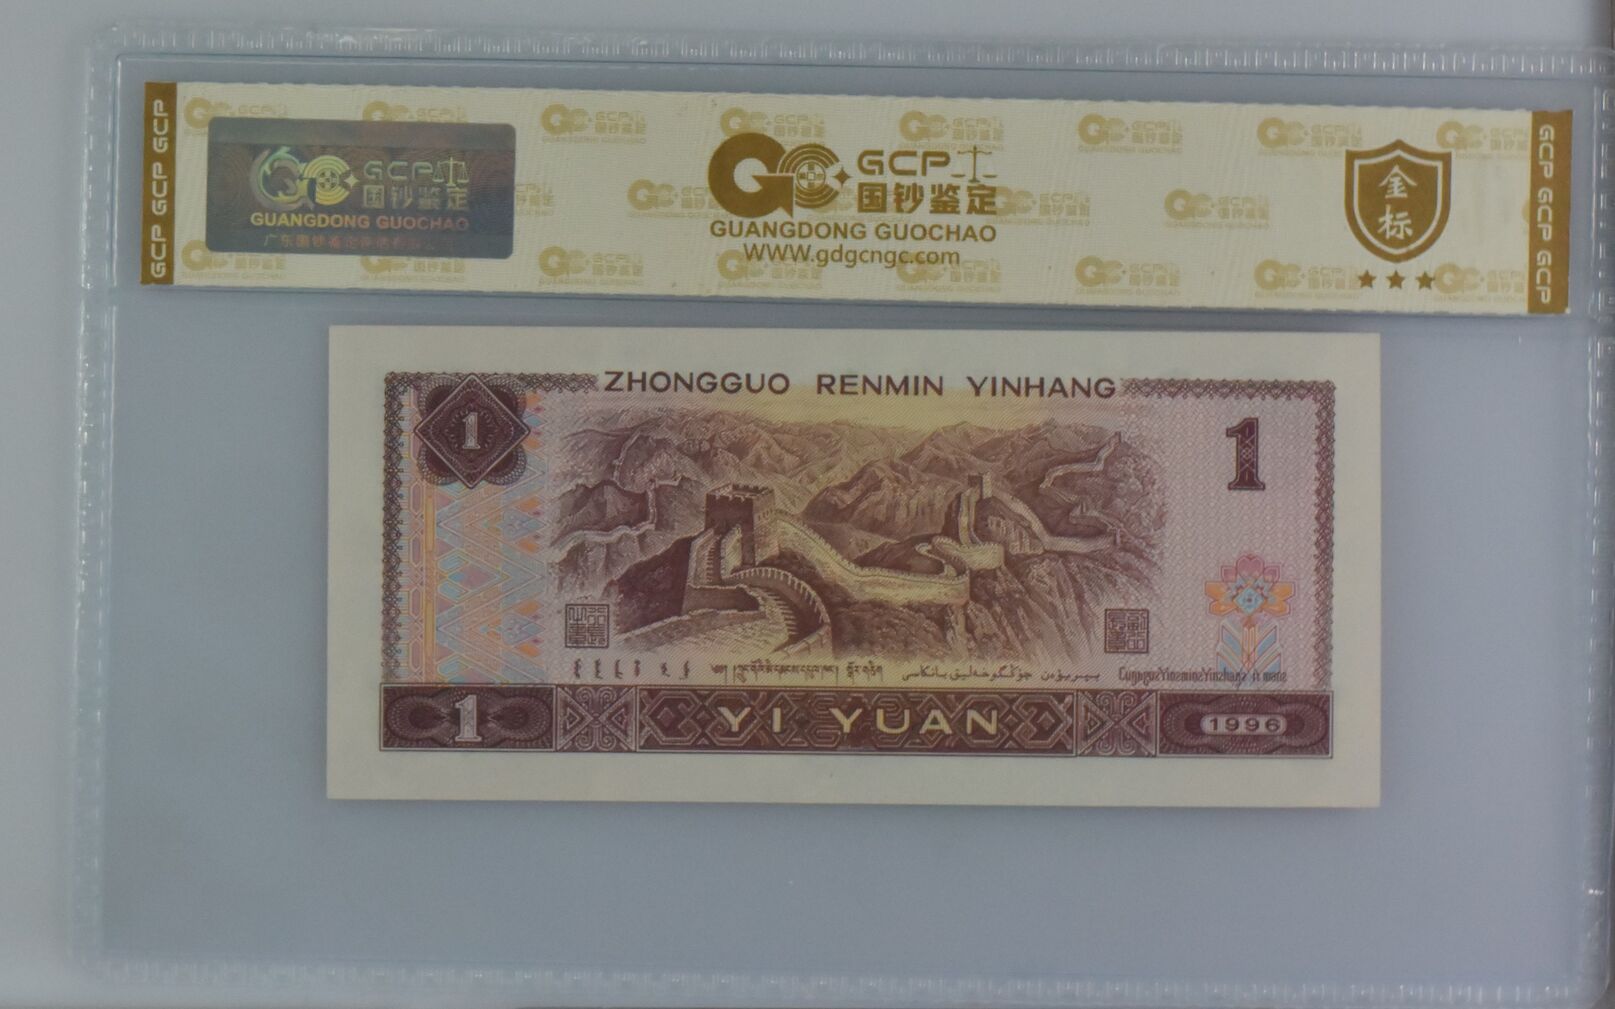 GCP GCP GCP
GCP
国钞鉴定
GUANGDONG GUOCHAO
GCP
国钞鉴定
GUANGDONG GUOCHAO
WWW.gdgcngc.com
金
标
GCP GCP GCP
ZHONGGUO RENMIN YINHANG
1
1
1
YI YUAN
1996